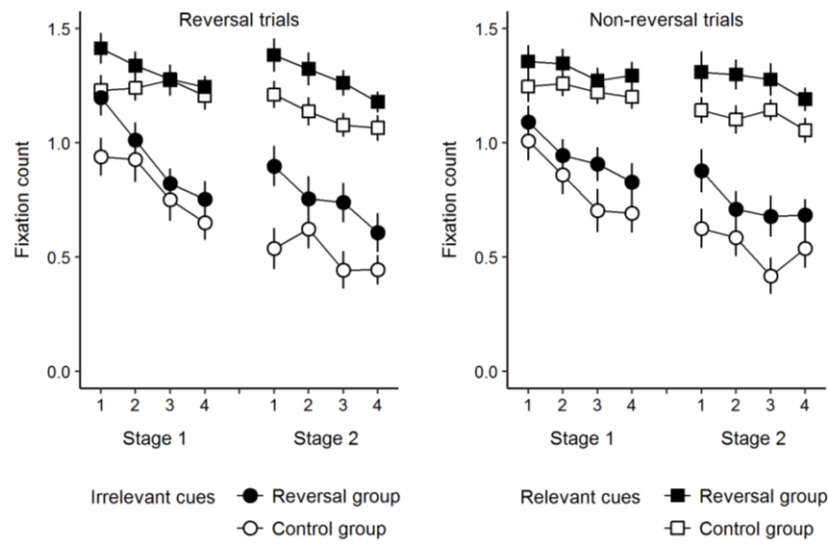 Reversal trials
Fixation count
1.5
1.0
0.5
0.0
1 2 3 4 1 2 3 4
Stage 1 Stage 2
Non-reversal trials
Fixation count
1.5
1.0
0.5
0.0
1 2 3 4 1 2 3 4
Stage 1 Stage 2
Irrelevant cues Reversal group
Control group
Relevant cues Reversal group
Control group